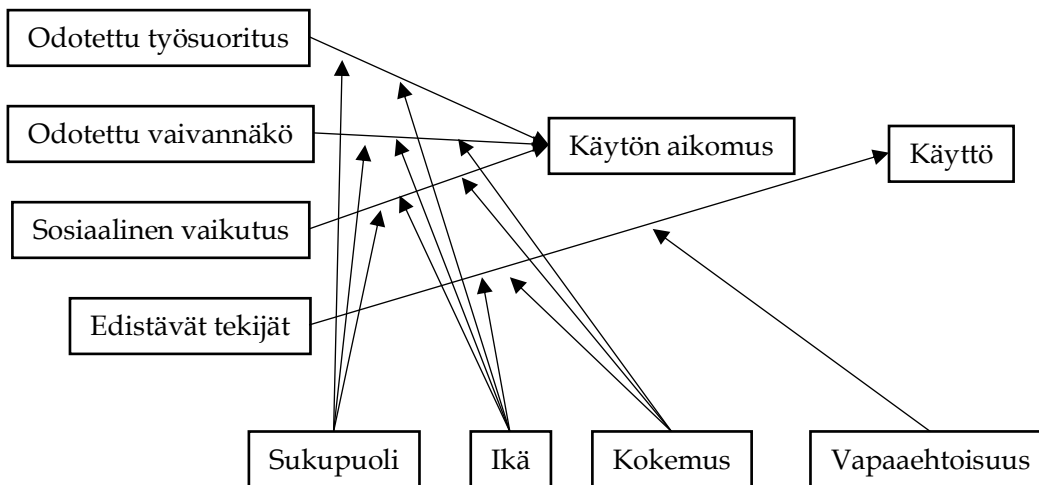 Odotettu työsuoritus
Odotettu vaivannäkö
Käytön aikomus
Käyttö
Sosiaalinen vaikutus
Edistävät tekijät
Sukupuoli
Ikä
Kokemus
Vapaaehtoisuus